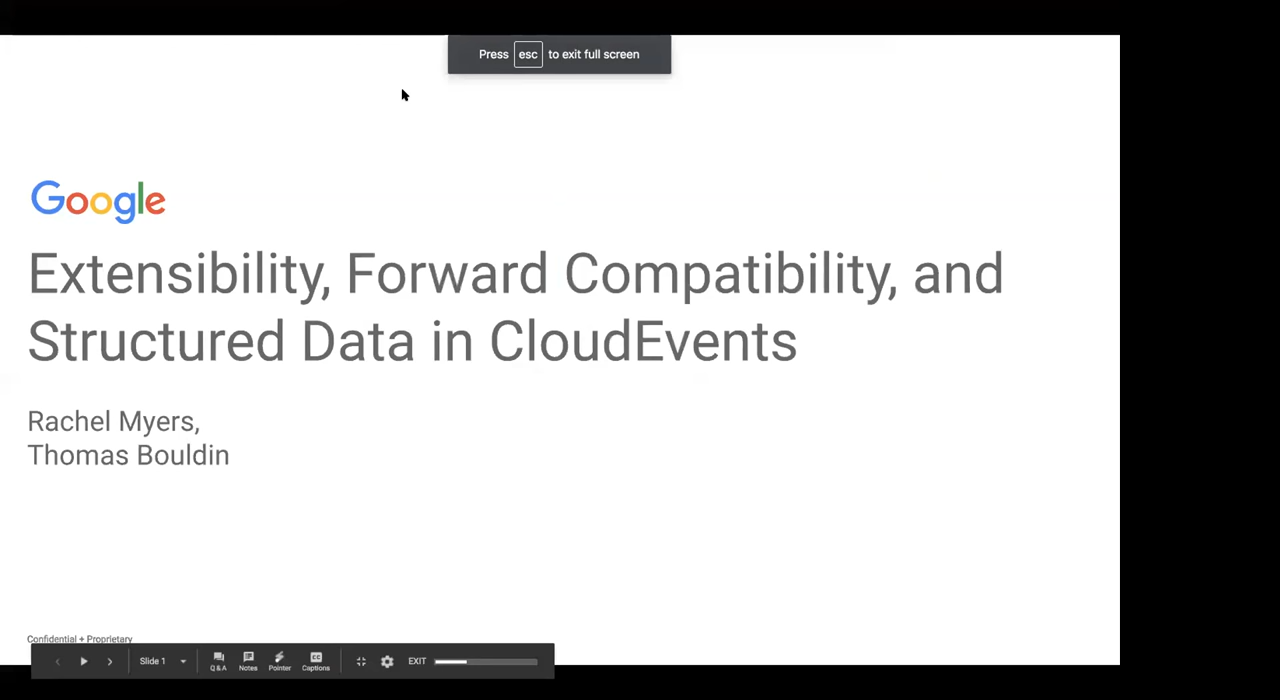 Press esc to exit full screen
Google
Extensibility, Forward Compatibility, and
Structured Data in CloudEvents
Rachel Myers,
Thomas Bouldin
Confidential + Proprietary
Slide 1 Q&A Notes Pointer Captions EXIT